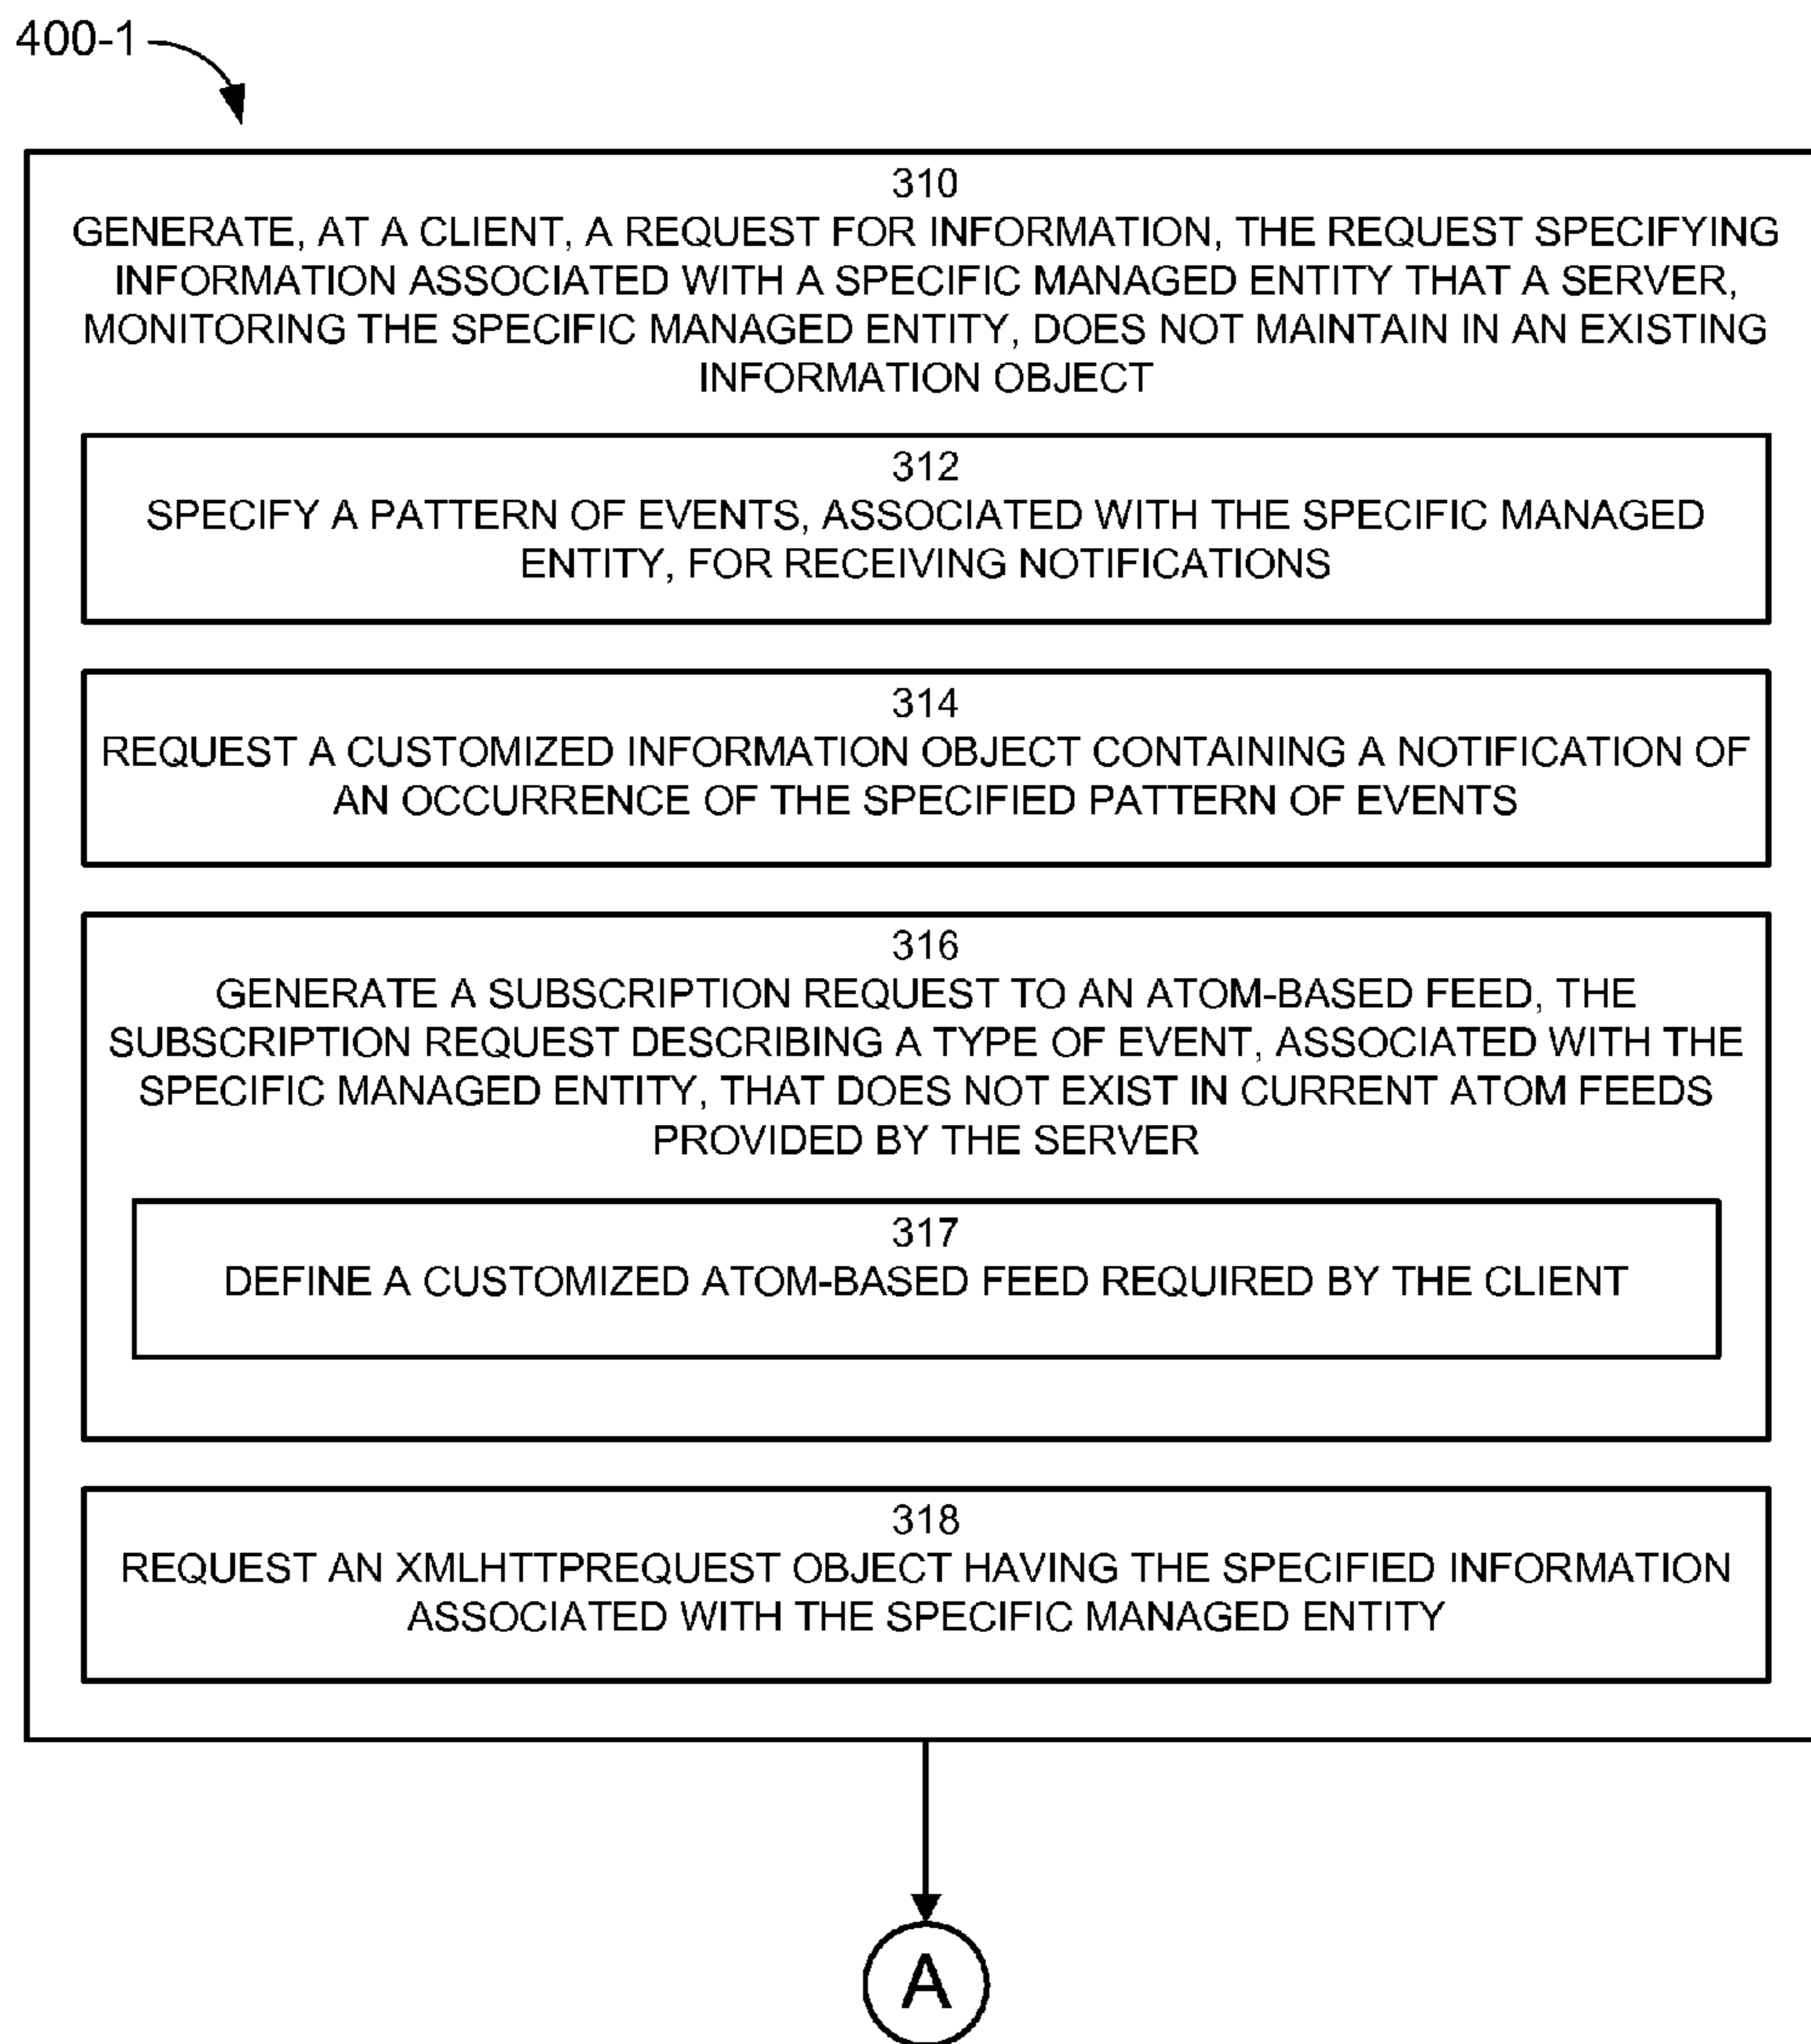 400-1
310
GENERATE, AT A CLIENT, A REQUEST FOR INFORMATION, THE REQUEST SPECIFYING
INFORMATION ASSOCIATED WITH A SPECIFIC MANAGED ENTITY THAT A SERVER,
MONITORING THE SPECIFIC MANAGED ENTITY, DOES NOT MAINTAIN IN AN EXISTING
INFORMATION OBJECT
312
SPECIFY A PATTERN OF EVENTS, ASSOCIATED WITH THE SPECIFIC MANAGED
ENTITY, FOR RECEIVING NOTIFICATIONS
314
REQUEST A CUSTOMIZED INFORMATION OBJECT CONTAINING A NOTIFICATION OF
AN OCCURRENCE OF THE SPECIFIED PATTERN OF EVENTS
316
GENERATE A SUBSCRIPTION REQUEST TO AN ATOM-BASED FEED, THE
SUBSCRIPTION REQUEST DESCRIBING A TYPE OF EVENT, ASSOCIATED WITH THE
SPECIFIC MANAGED ENTITY, THAT DOES NOT EXIST IN CURRENT ATOM FEEDS
PROVIDED BY THE SERVER
317
DEFINE A CUSTOMIZED ATOM-BASED FEED REQUIRED BY THE CLIENT
318
REQUEST AN XMLHTTPREQUEST OBJECT HAVING THE SPECIFIED INFORMATION
ASSOCIATED WITH THE SPECIFIC MANAGED ENTITY
A